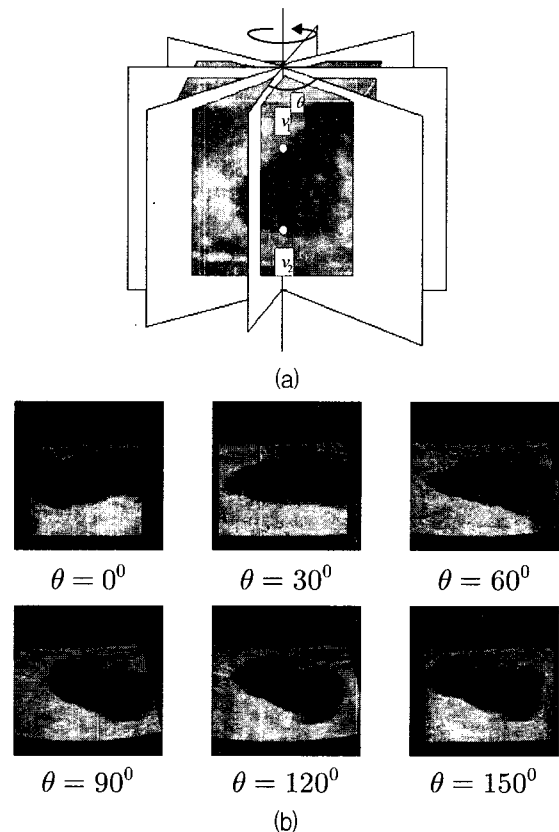 θ
v₁
v₂
(a)
θ = 0⁰ θ = 30⁰ θ = 60⁰
θ = 90⁰ θ = 120⁰ θ = 150⁰
(b)